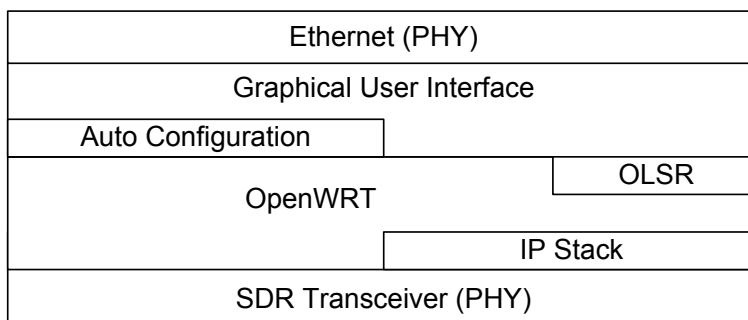 Ethernet (PHY)
Graphical User Interface
Auto Configuration
OLSR
OpenWRT
IP Stack
SDR Transceiver (PHY)